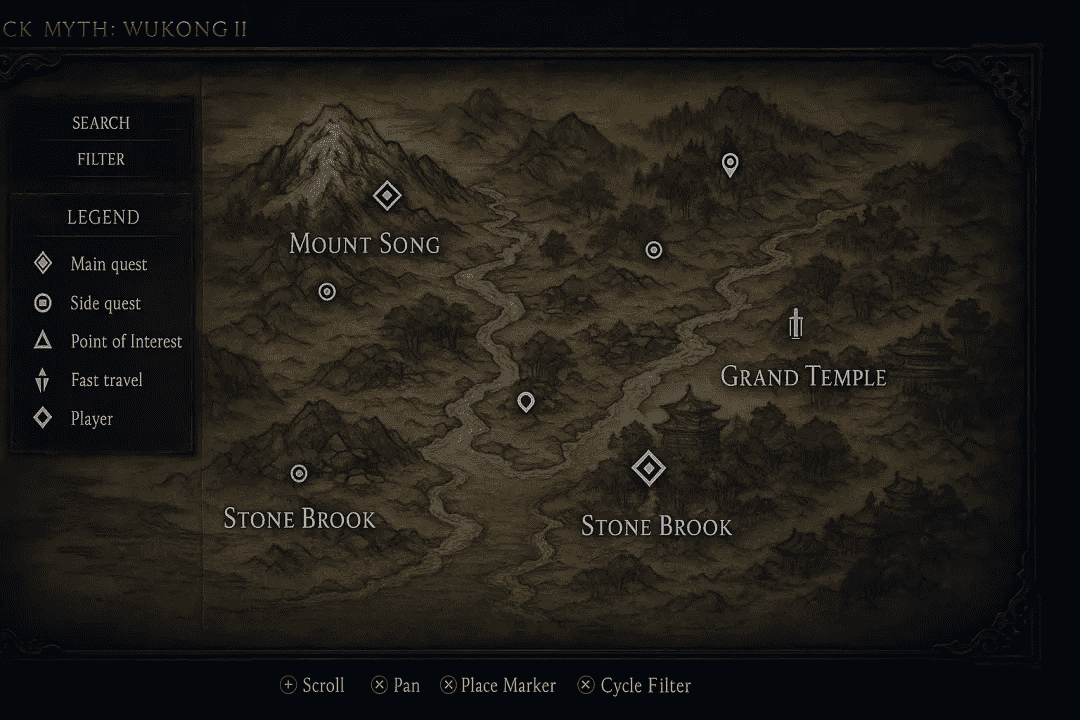 CK MYTH: WUKONG II
SEARCH
FILTER
LEGEND
Main quest
Side quest
Point of Interest
Fast travel
Player
MOUNT SONG
GRAND TEMPLE
STONE BROOK
STONE BROOK
Scroll Pan Place Marker Cycle Filter